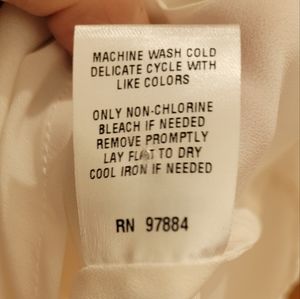 MACHINE WASH COLD
DELICATE CYCLE WITH
LIKE COLORS
ONLY NON-CHLORINE
BLEACH IF NEEDED
REMOVE PROMPTLY
LAY FLAT TO DRY
COOL IRON IF NEEDED
RN 97884